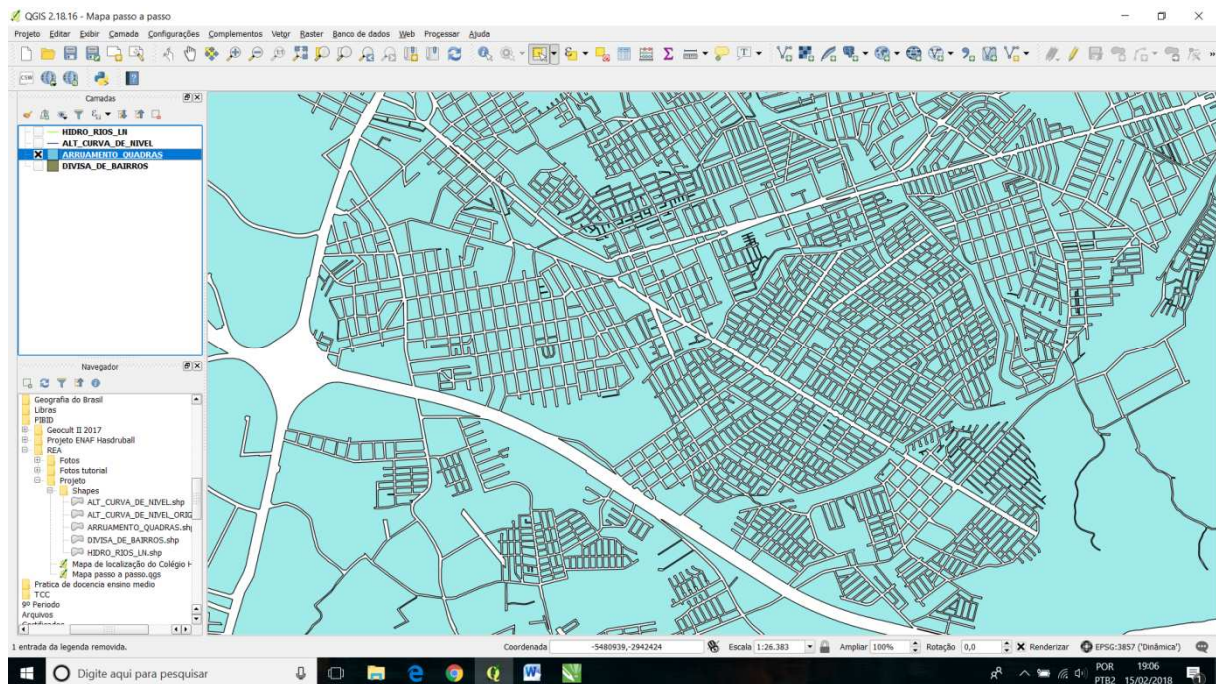 QGIS 2.18.16 - Mapa passo a passo
Projeto Editar Exibir Camada Configurações Complementos Vetor Raster Banco de dados Web Processar Ajuda
CSW
Camadas
HIDRO_RIOS_LN
ALT_CURVA_DE_NIVEL
ARRUAMENTO_QUADRAS
DIVISA_DE_BAIRROS
Navegador
Geografia do Brasil
Libras
PIBID
Geocult II 2017
Projeto ENAF Hasdruball
REA
Fotos
Fotos tutorial
Projeto
Shapes
ALT_CURVA_DE_NIVEL.shp
ALT_CURVA_DE_NIVEL_ORIG
ARRUAMENTO_QUADRAS.shp
DIVISA_DE_BAIRROS.shp
HIDRO_RIOS_LN.shp
Mapa de localização do Colégio H
Mapa passo a passo.qgs
Pratica de docencia ensino medio
TCC
9º Periodo
Arquivos
1 entrada da legenda removida.
Coordenada -5480939,-2942424 Escala 1:26.383 Ampliar 100% Rotação 0,0 Renderizar EPSG:3857 ('Dinâmica')
Digite aqui para pesquisar
POR 19:06
PTB2 15/02/2018